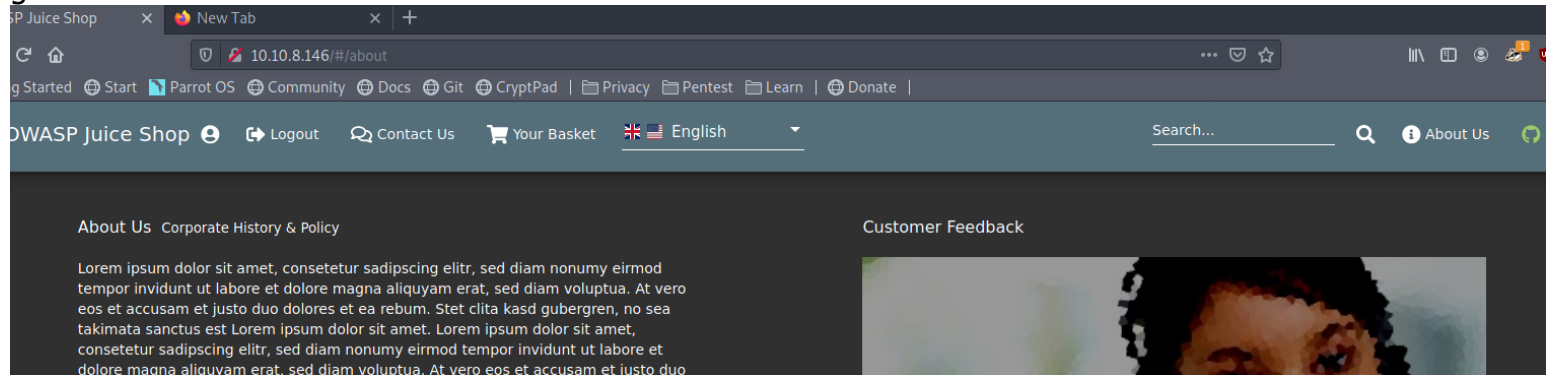 SP Juice Shop New Tab
10.10.8.146/#/about
g Started Start Parrot OS Community Docs Git CryptPad Privacy Pentest Learn Donate
OWASP Juice Shop Logout Contact Us Your Basket English Search... About Us
About Us Corporate History & Policy
Customer Feedback
Lorem ipsum dolor sit amet, consetetur sadipscing elitr, sed diam nonumy eirmod
tempor invidunt ut labore et dolore magna aliquyam erat, sed diam voluptua. At vero
eos et accusam et justo duo dolores et ea rebum. Stet clita kasd gubergren, no sea
takimata sanctus est Lorem ipsum dolor sit amet. Lorem ipsum dolor sit amet,
consetetur sadipscing elitr, sed diam nonumy eirmod tempor invidunt ut labore et
dolore magna aliquyam erat, sed diam voluptua. At vero eos et accusam et justo duo